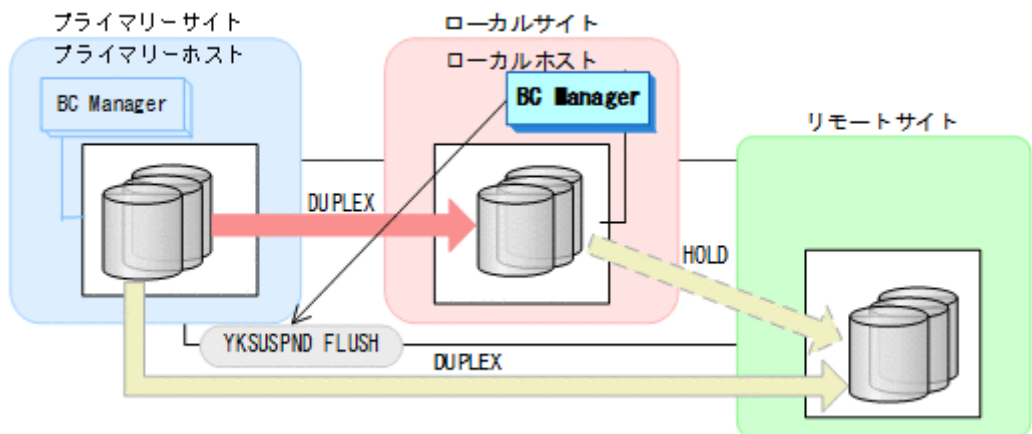 プライマリーサイト
プライマリーホスト
BC Manager
ローカルサイト
ローカルホスト
BC Manager
リモートサイト
DUPLEX
HOLD
YKSUSPND FLUSH
DUPLEX